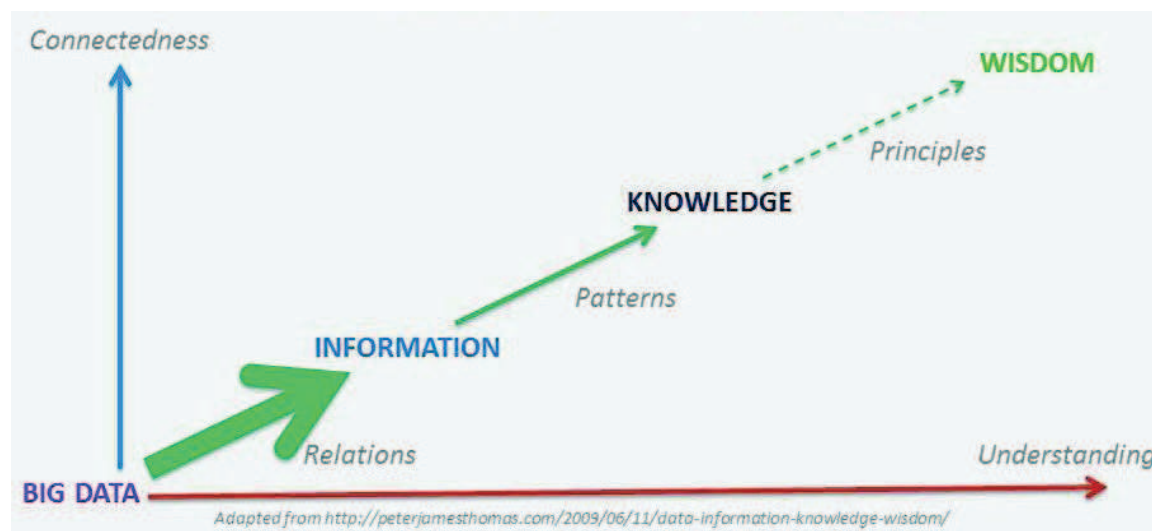 Connectedness
WISDOM
Principles
KNOWLEDGE
Patterns
INFORMATION
Relations
Understanding
BIG DATA
Adapted from http://peterjamesthomas.com/2009/06/11/data-information-knowledge-wisdom/